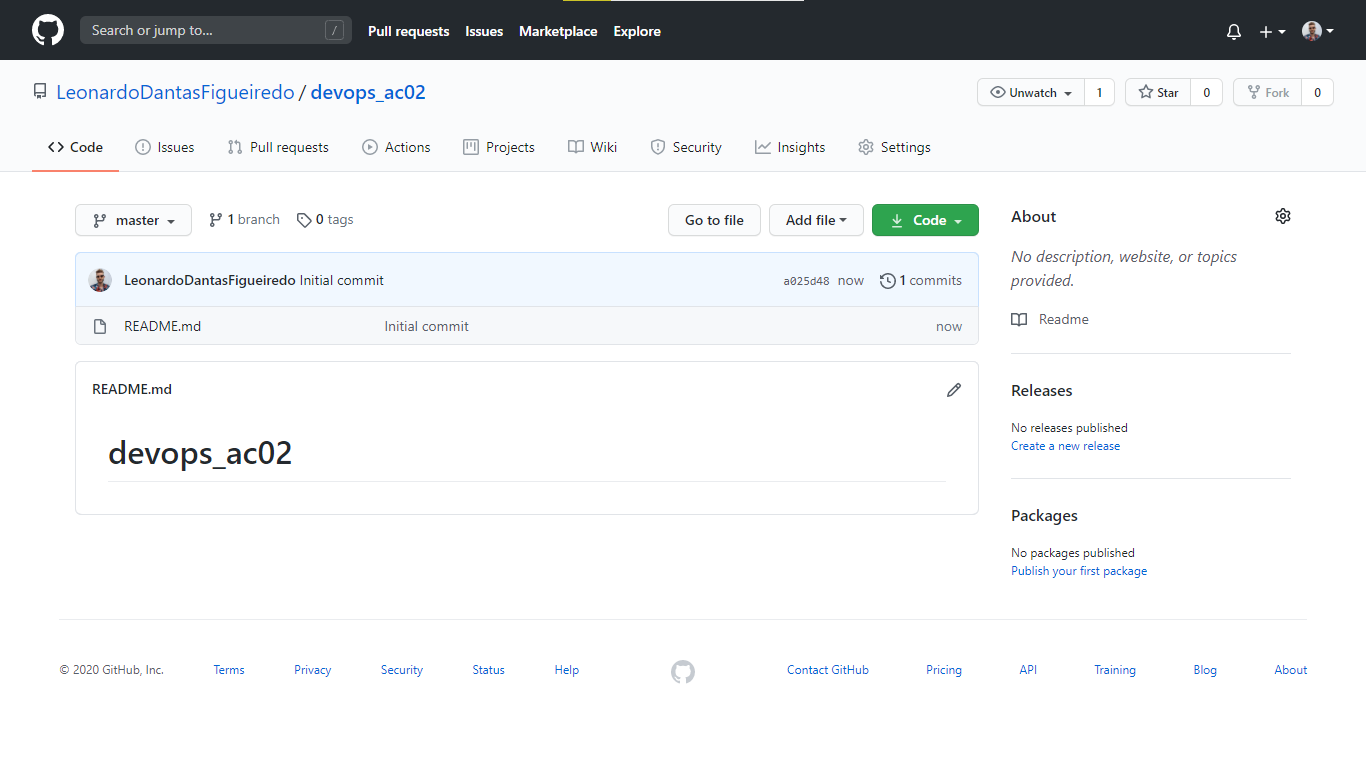 Search or jump to... /
Pull requests Issues Marketplace Explore
LeonardoDantasFigueiredo / devops_ac02
Unwatch 1 Star 0 Fork 0
Code Issues Pull requests Actions Projects Wiki Security Insights Settings
master 1 branch 0 tags Go to file Add file Code
LeonardoDantasFigueiredo Initial commit a025d48 now 1 commits
README.md Initial commit now
README.md
devops_ac02
About
No description, website, or topics
provided.
Readme
Releases
No releases published
Create a new release
Packages
No packages published
Publish your first package
© 2020 GitHub, Inc. Terms Privacy Security Status Help Contact GitHub Pricing API Training Blog About